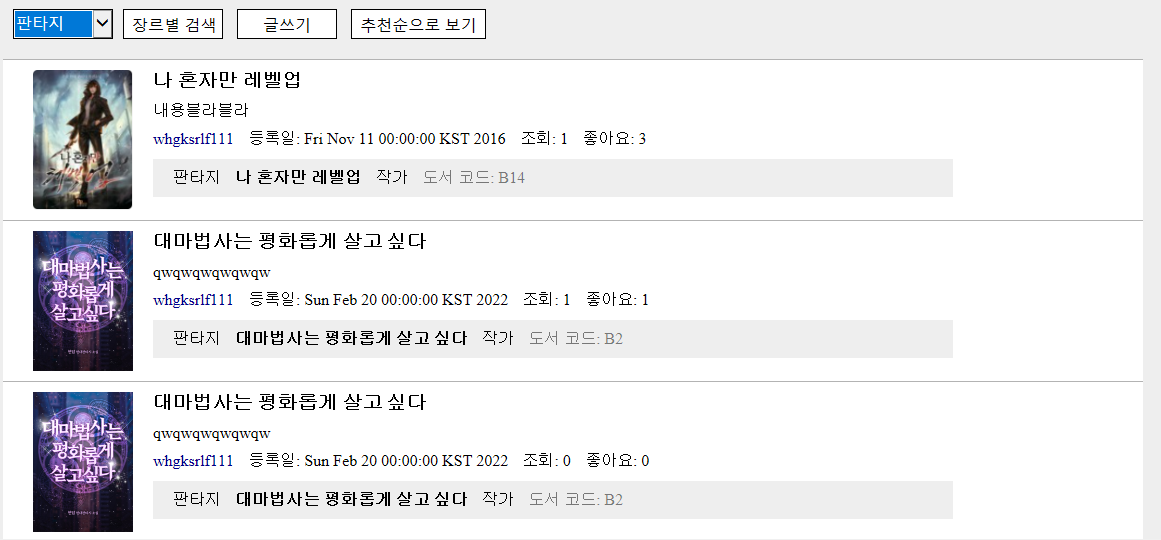 판타지 장르별 검색 글쓰기 추천순으로 보기
나 혼자만 레벨업
내용블라블라
whgksrlf111 등록일: Fri Nov 11 00:00:00 KST 2016 조회: 1 좋아요: 3
나 혼자만
판타지 나 혼자만 레벨업 작가 도서 코드: B14
대마법사는 평화롭게 살고 싶다
qwqwqwqwqwqw
whgksrlf111 등록일: Sun Feb 20 00:00:00 KST 2022 조회: 1 좋아요: 1
대마법사는
평화롭게
살고싶다
판타지 대마법사는 평화롭게 살고 싶다 작가 도서 코드: B2
대마법사는 평화롭게 살고 싶다
qwqwqwqwqwqw
whgksrlf111 등록일: Sun Feb 20 00:00:00 KST 2022 조회: 0 좋아요: 0
대마법사는
평화롭게
살고싶다
판타지 대마법사는 평화롭게 살고 싶다 작가 도서 코드: B2